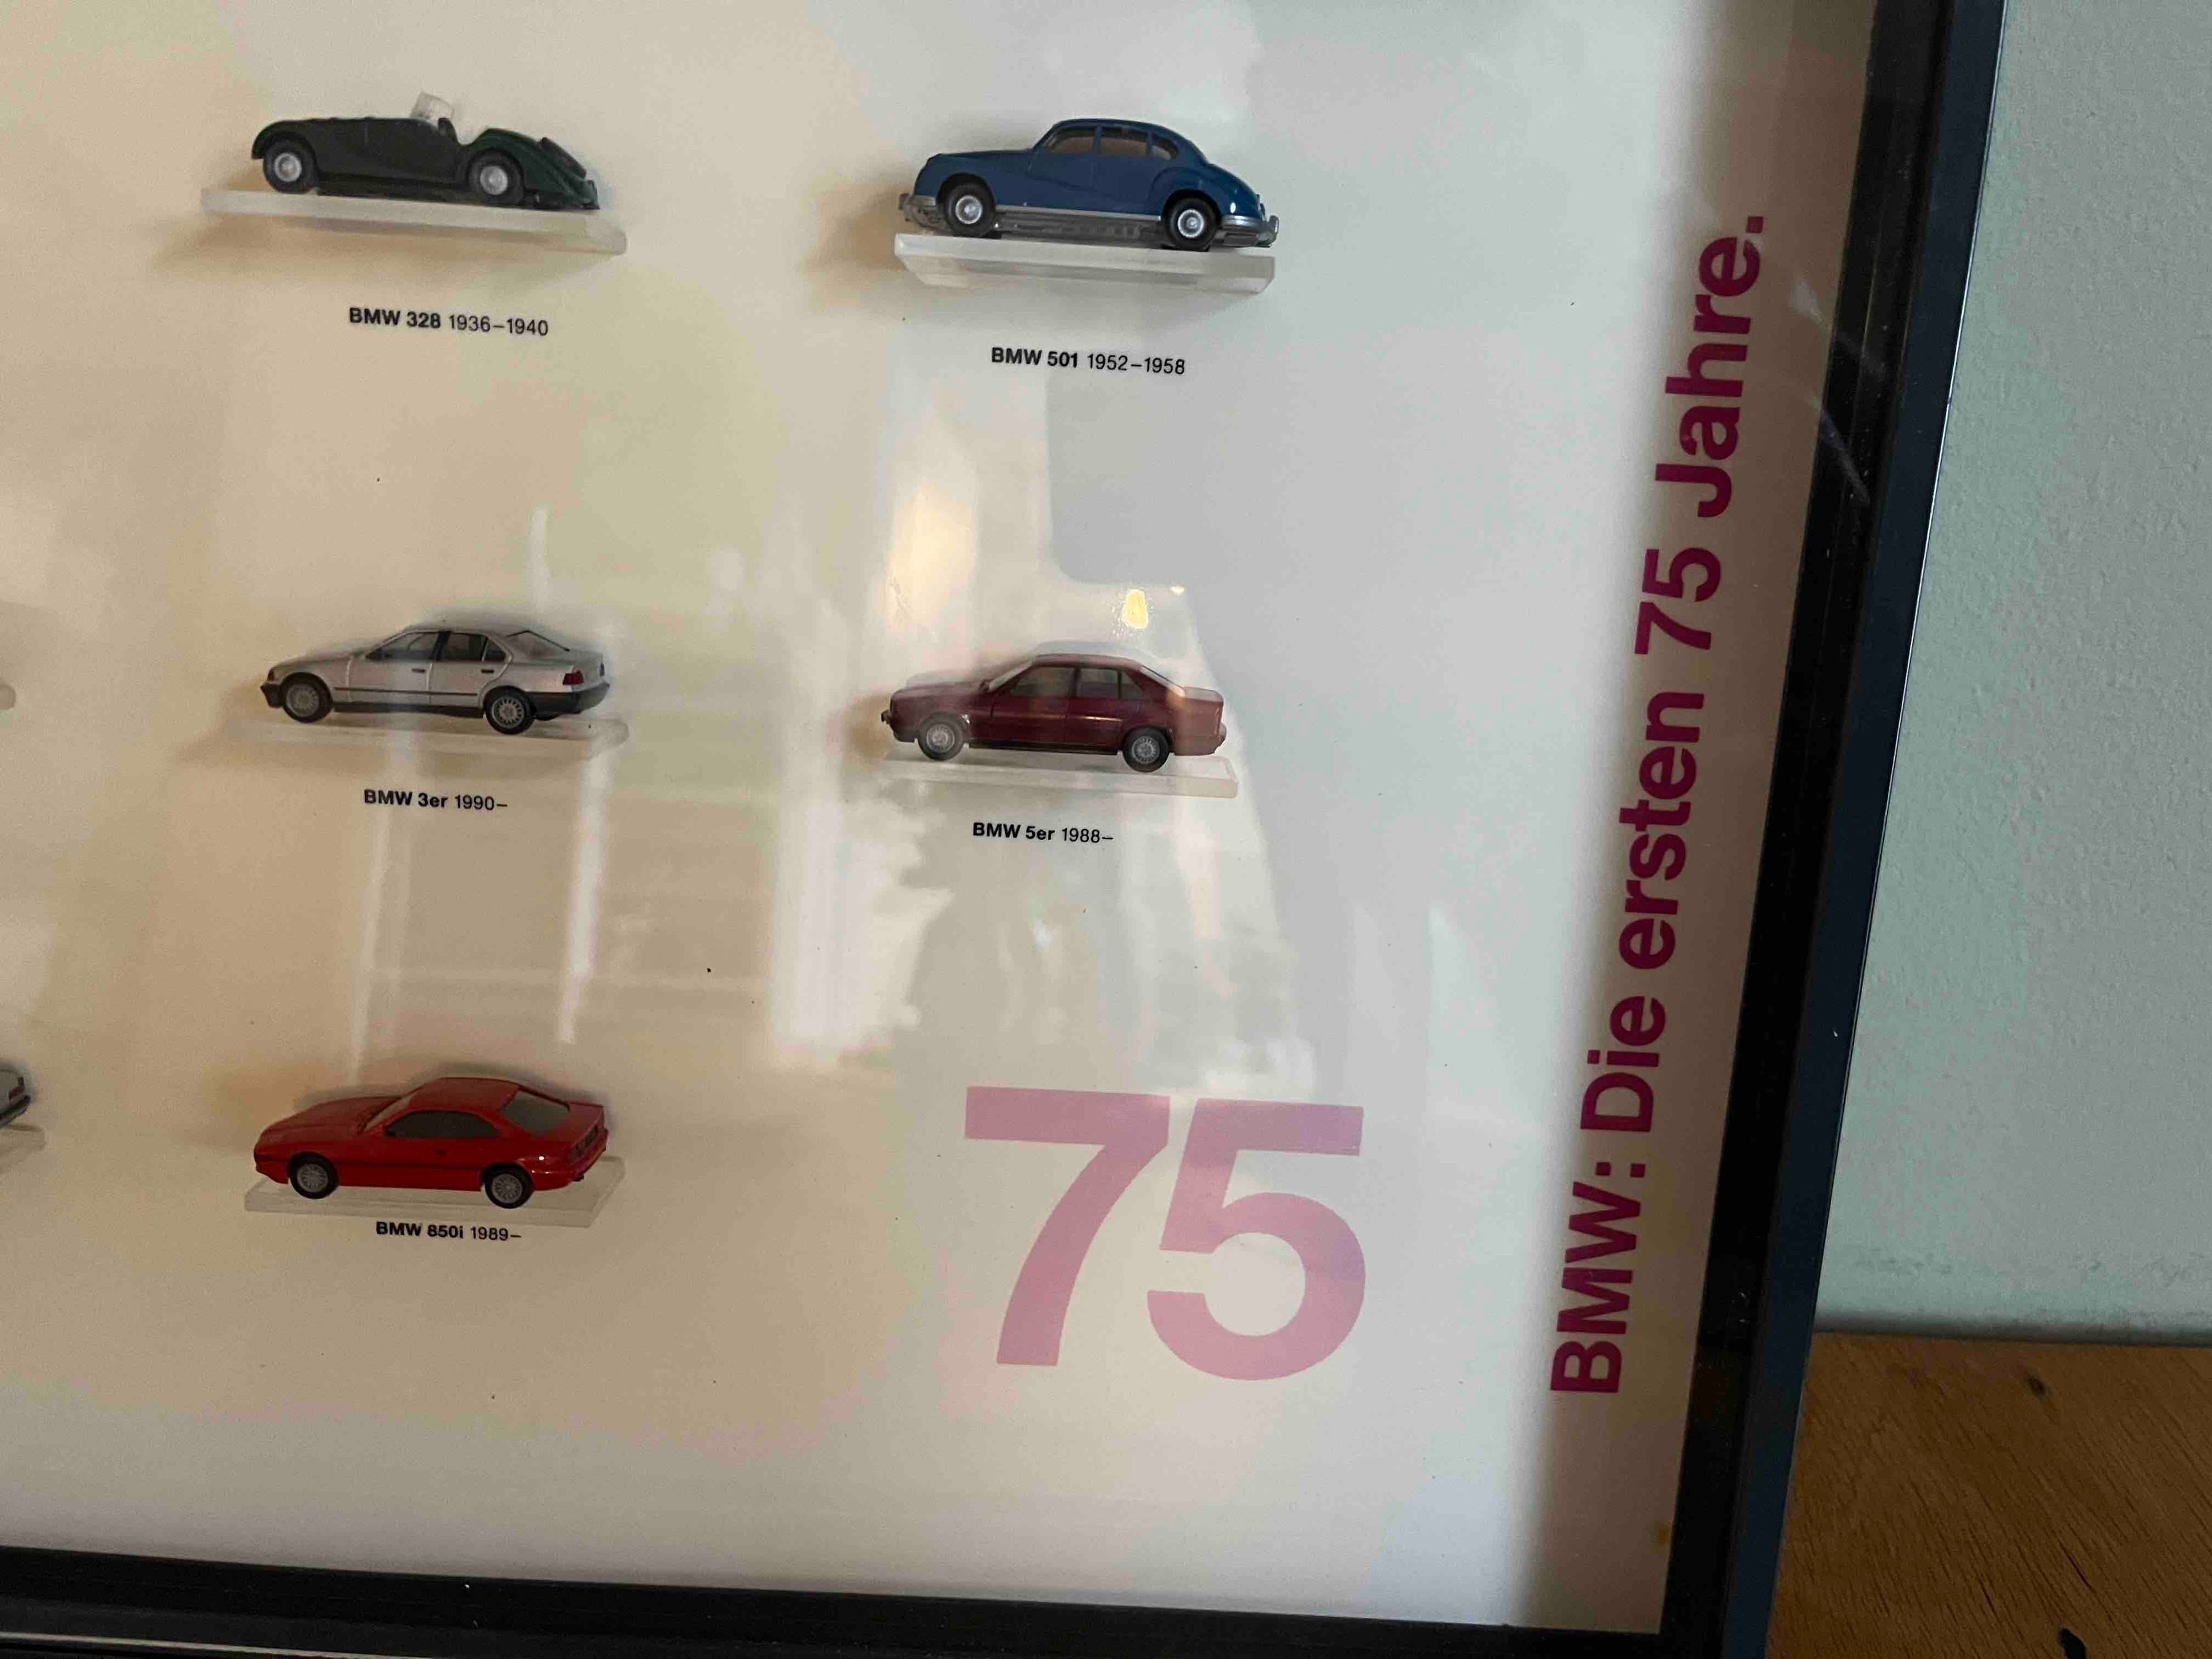 BMW 328 1936–1940
BMW 501 1952–1958
BMW 3er 1990–
BMW 5er 1988–
BMW 850i 1989–
75
BMW: Die ersten 75 Jahre.